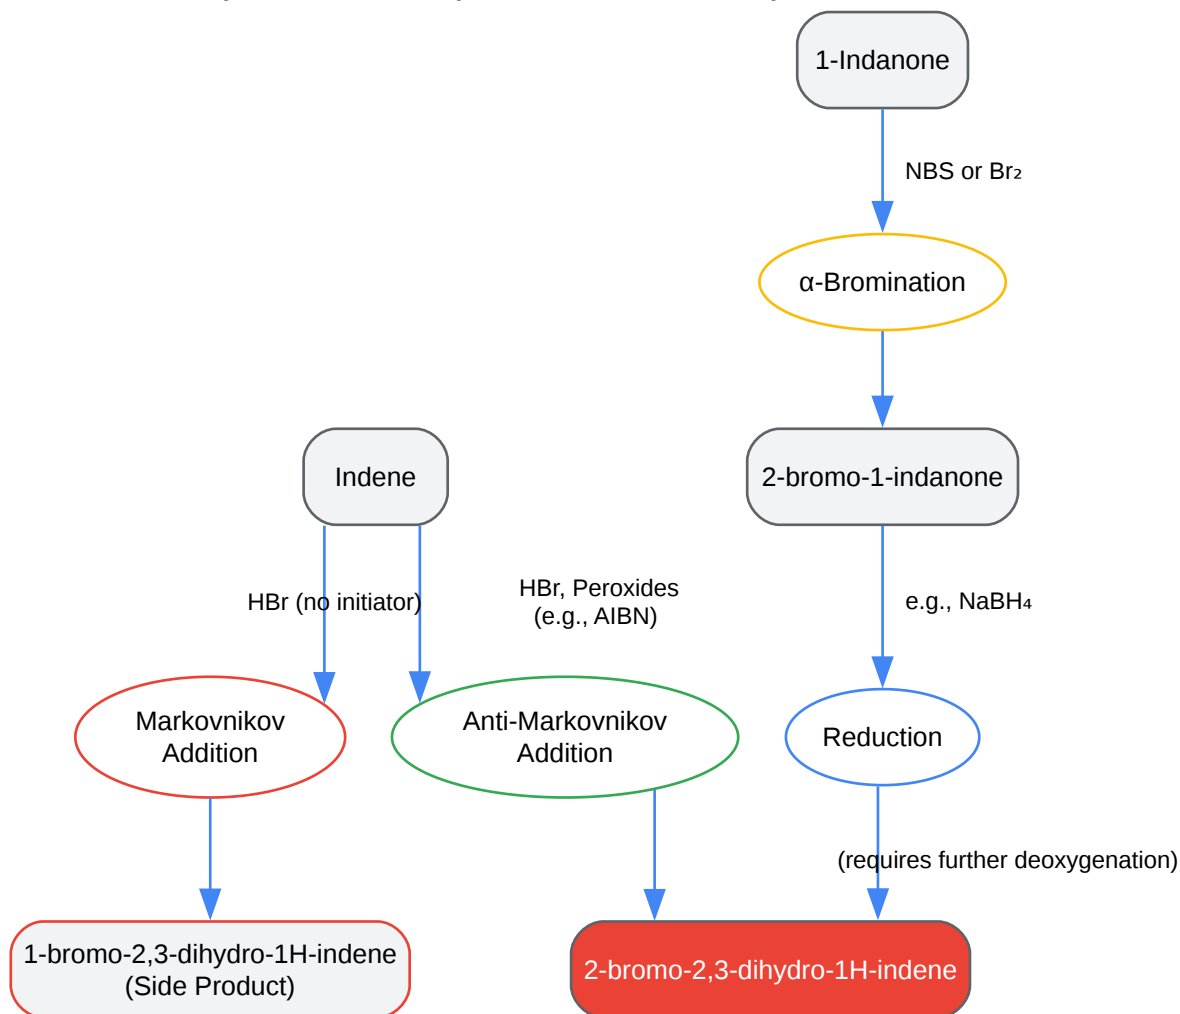 1-Indanone
NBS or Br₂
α-Bromination
Indene
2-bromo-1-indanone
HBr (no initiator)
HBr, Peroxides
(e.g., AIBN)
e.g., NaBH₄
Markovnikov
Addition
Anti-Markovnikov
Addition
Reduction
(requires further deoxygenation)
1-bromo-2,3-dihydro-1H-indene
(Side Product)
2-bromo-2,3-dihydro-1H-indene